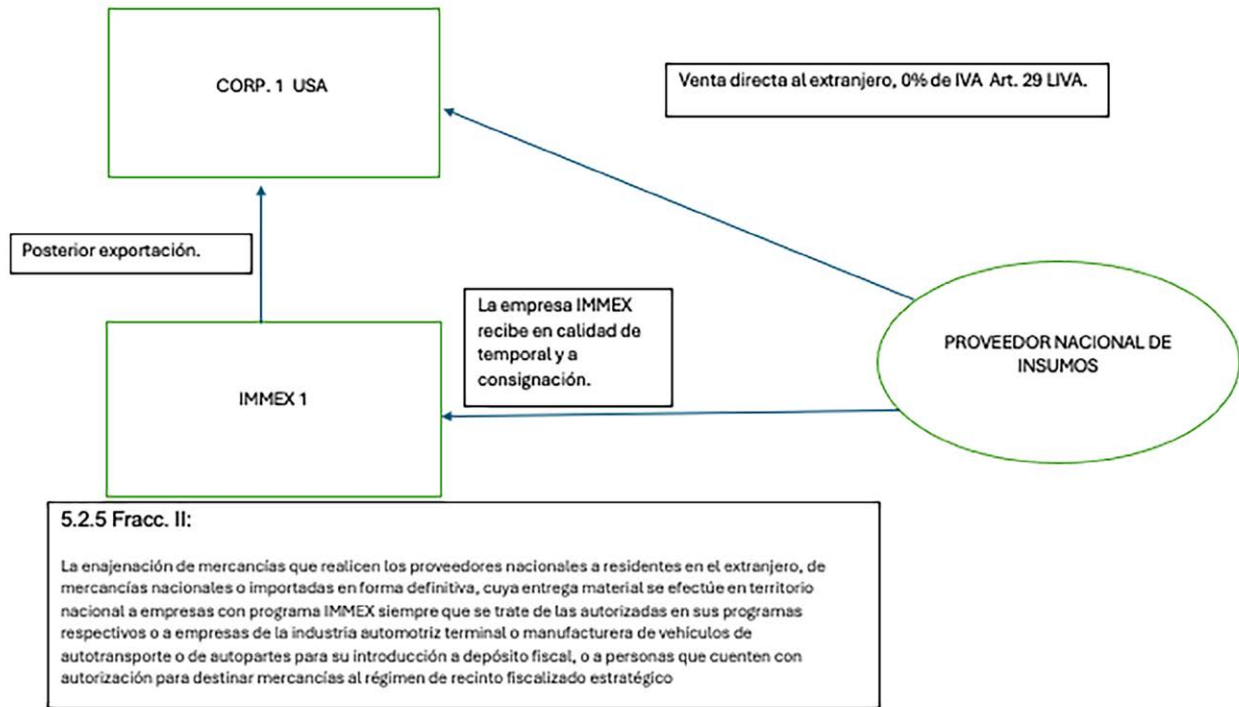 CORP. 1 USA
Venta directa al extranjero, 0% de IVA Art. 29 LIVA.
Posterior exportación.
La empresa IMMEX
recibe en calidad de
temporal y a
consignación.
PROVEEDOR NACIONAL DE
INSUMOS
IMMEX 1
5.2.5 Fracc. II:
La enajenación de mercancías que realicen los proveedores nacionales a residentes en el extranjero, de
mercancías nacionales o importadas en forma definitiva, cuya entrega material se efectúe en territorio
nacional a empresas con programa IMMEX siempre que se trate de las autorizadas en sus programas
respectivos o a empresas de la industria automotriz terminal o manufacturera de vehículos de
autotransporte o de autopartes para su introducción a depósito fiscal, o a personas que cuenten con
autorización para destinar mercancías al régimen de recinto fiscalizado estratégico